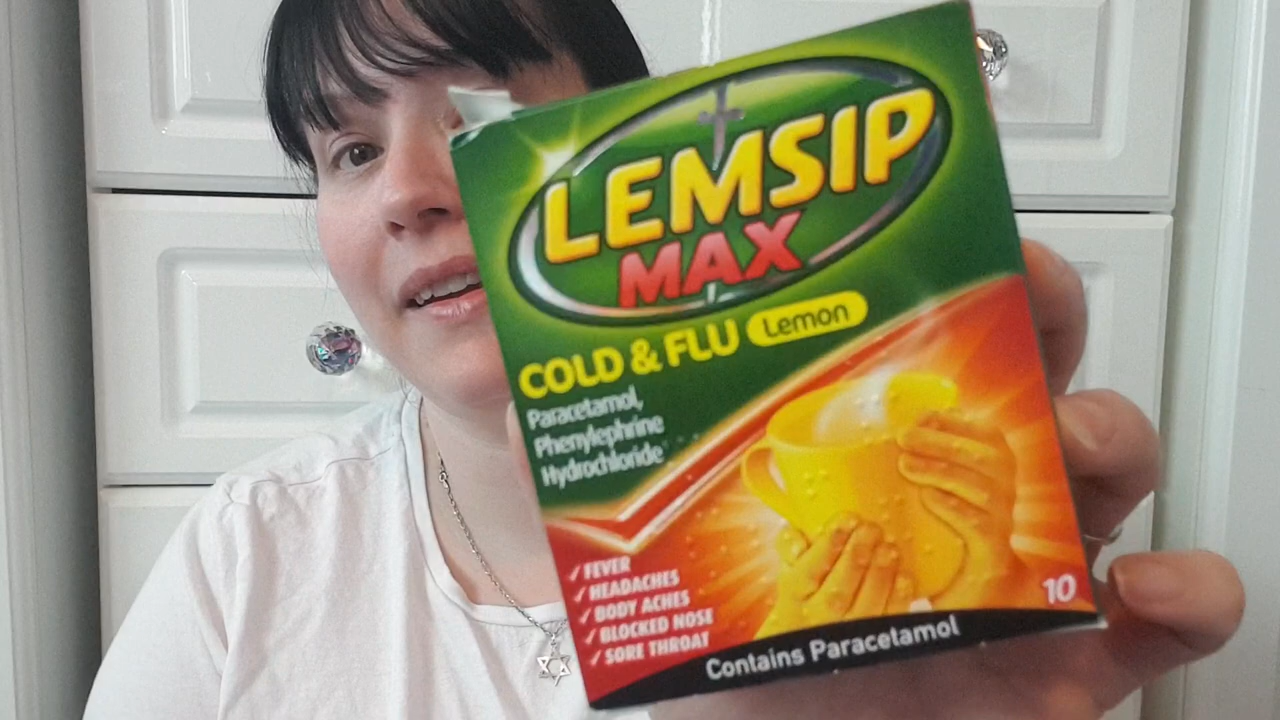 LEMSIP
MAX
COLD & FLU Lemon
Paracetamol,
Phenylephrine
Hydrochloride
✓ FEVER
✓ HEADACHES
✓ BODY ACHES
✓ BLOCKED NOSE
✓ SORE THROAT
10
Contains Paracetamol